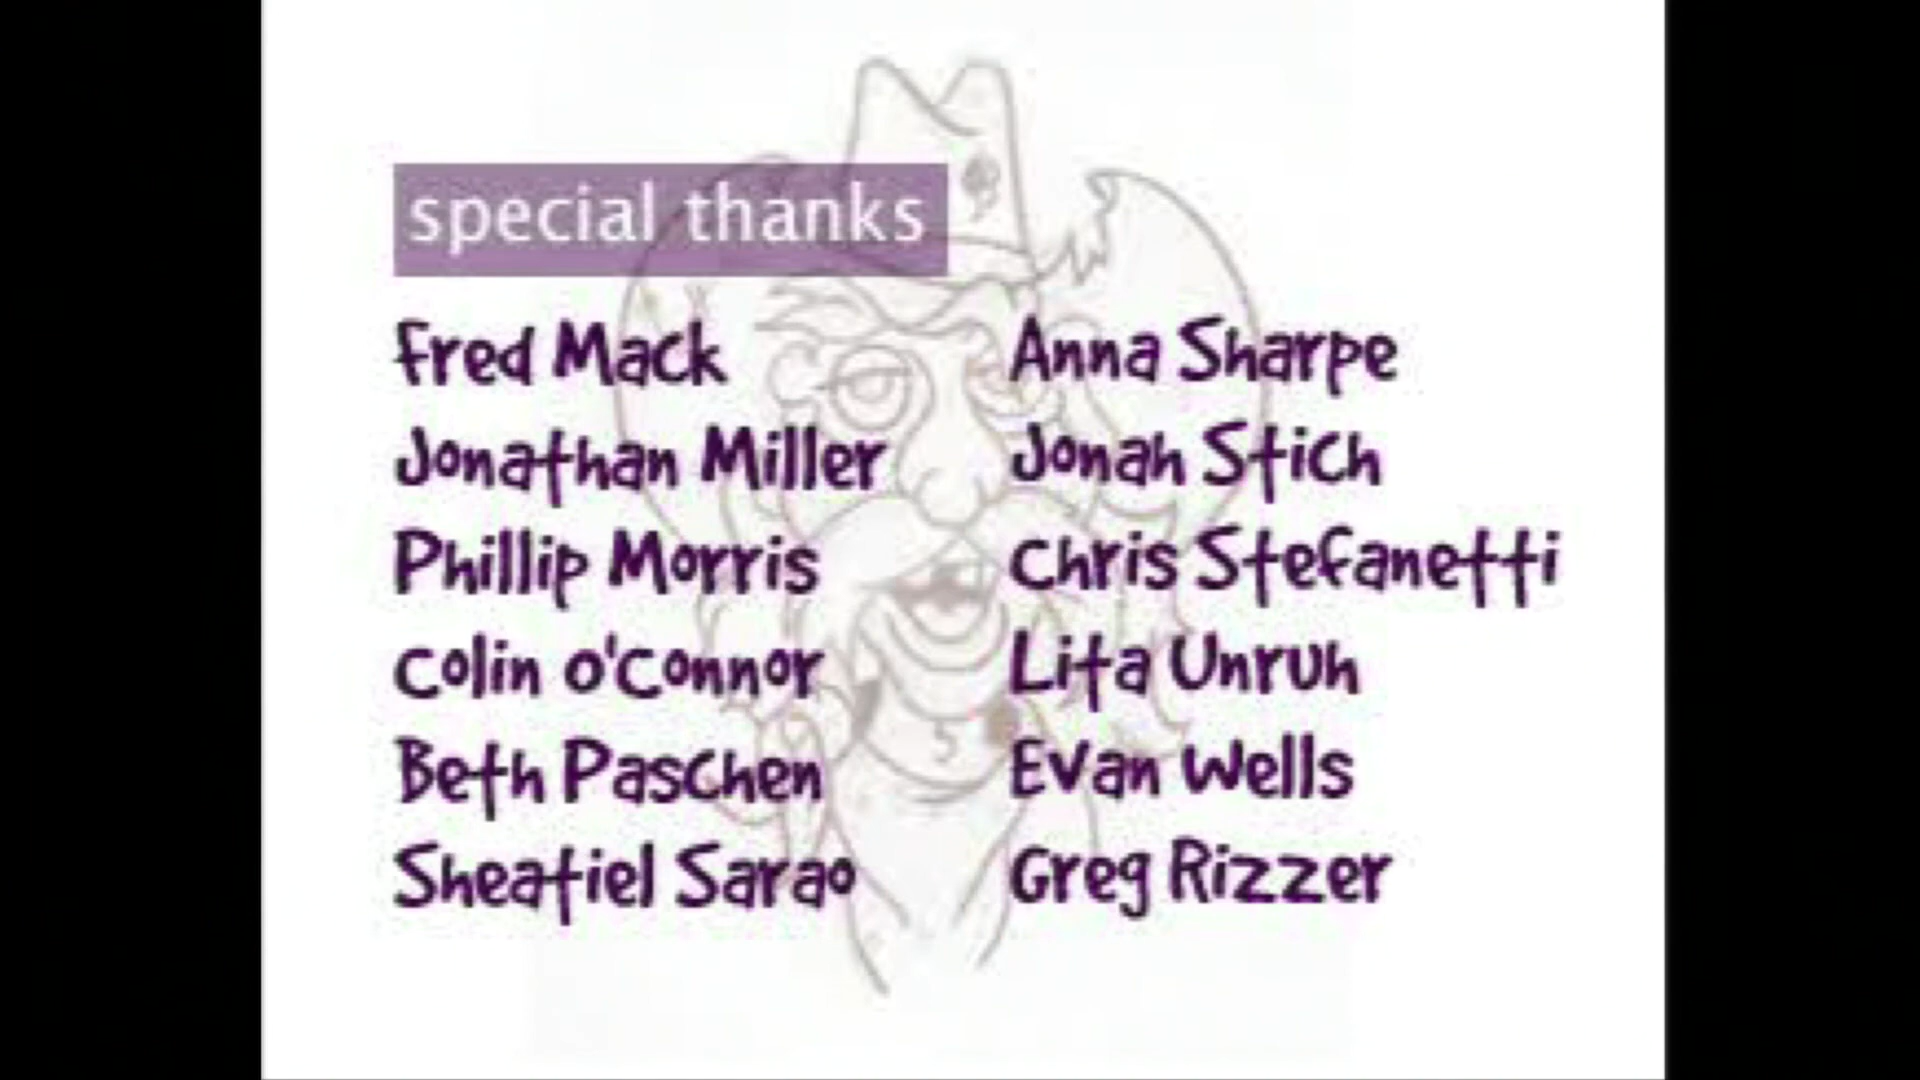 special thanks
Fred Mack
Jonathan Miller
Phillip Morris
Colin O'Connor
Beth Paschen
Sheatiel Sarao
Anna Sharpe
Jonah Stich
Chris Stefanetti
Lita Unruh
Evan Wells
Greg Rizzer